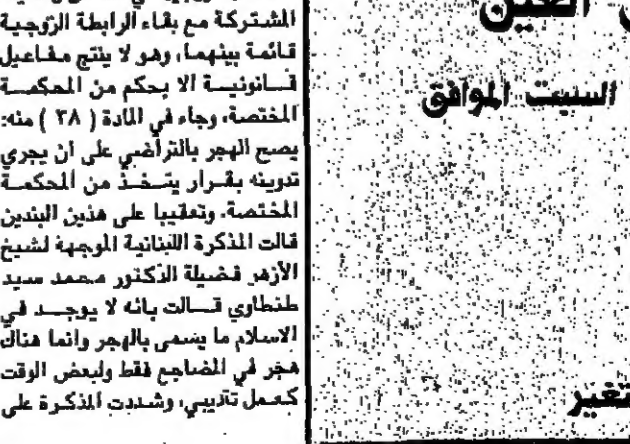 المشتركة مع بقاء الرابطة الزوجية
قائمة بينهما، وهو لا ينتج مفاعيل
قانونية الا بحكم من المحكمة
المختصة، وجاء في المادة ( ٣٨ ) منه:
يصح الهجر بالتراضي على ان يجري
تدوينه بقرار يتخذ من المحكمة
المختصة، وتعقيبا على هذين البندين
قالت المذكرة اللبنانية الموجهة لشيخ
الأزهر فضيلة الدكتور محمد سيد
طنطاوي قالت بانه لا يوجد في
الاسلام ما يسمى بالهجر وانما هناك
هجر في المضاجع فقط ولبعض الوقت
كعمل تأديبي، وشددت المذكرة على
العين
السبت الموافق
تغير